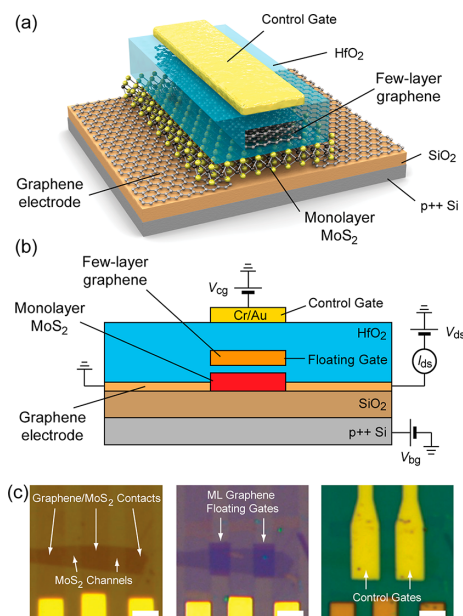 (a)
Control Gate
HfO₂
Few-layer
graphene
SiO₂
p++ Si
Graphene
electrode
Monolayer
MoS₂
(b)
Few-layer
graphene
Monolayer
MoS₂
Vcg
Cr/Au
Control Gate
HfO₂
Floating Gate
Vds
Ids
Graphene
electrode
SiO₂
p++ Si
Vbg
(c)
Graphene/MoS₂ Contacts
MoS₂ Channels
ML Graphene
Floating Gates
Control Gates